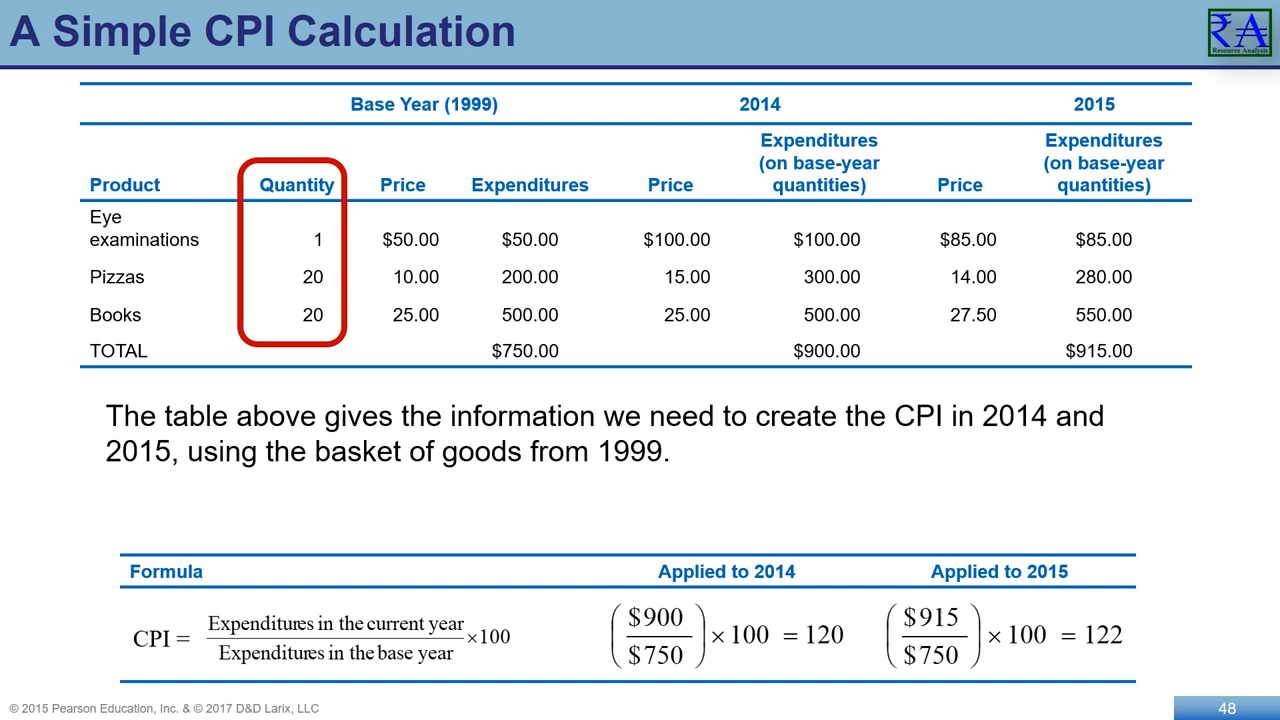 A Simple CPI Calculation
₹A
Resource Analysis
Base Year (1999) 2014 2015
Product Quantity Price Expenditures Price Expenditures (on base-year quantities) Price Expenditures (on base-year quantities)
Eye examinations 1 $50.00 $50.00 $100.00 $100.00 $85.00 $85.00
Pizzas 20 10.00 200.00 15.00 300.00 14.00 280.00
Books 20 25.00 500.00 25.00 500.00 27.50 550.00
TOTAL $750.00 $900.00 $915.00
The table above gives the information we need to create the CPI in 2014 and
2015, using the basket of goods from 1999.
Formula Applied to 2014 Applied to 2015
CPI = Expenditures in the current year / Expenditures in the base year ×100 ($900 / $750) × 100 = 120 ($915 / $750) × 100 = 122
© 2015 Pearson Education, Inc. & © 2017 D&D Larix, LLC
48